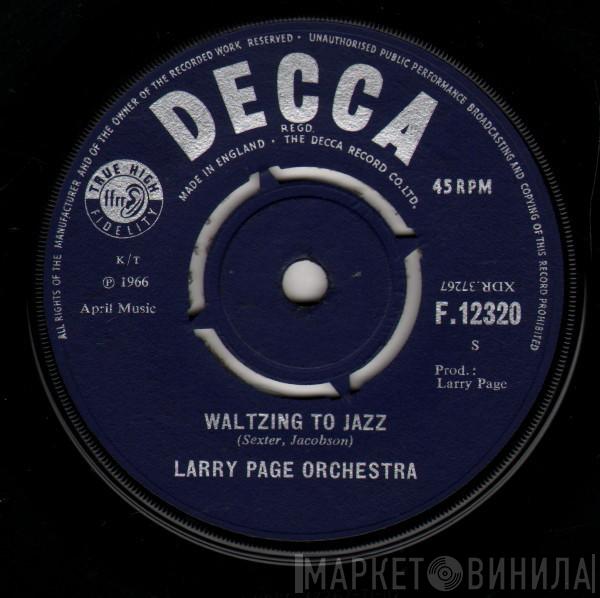 ALL RIGHTS OF THE MANUFACTURER AND OF THE OWNER OF THE RECORDED WORK RESERVED · UNAUTHORISED PUBLIC PERFORMANCE BROADCASTING AND COPYING OF THIS RECORD PROHIBITED
DECCA
REGD.
MADE IN ENGLAND · THE DECCA RECORD CO. LTD.
TRUE HIGH
ffrr
FIDELITY
45 RPM
K/T
℗ 1966
April Music
XDR.37267
F.12320
S
Prod.:
Larry Page
WALTZING TO JAZZ
(Sexter, Jacobson)
LARRY PAGE ORCHESTRA
МАРКЕТ ВИНИЛА